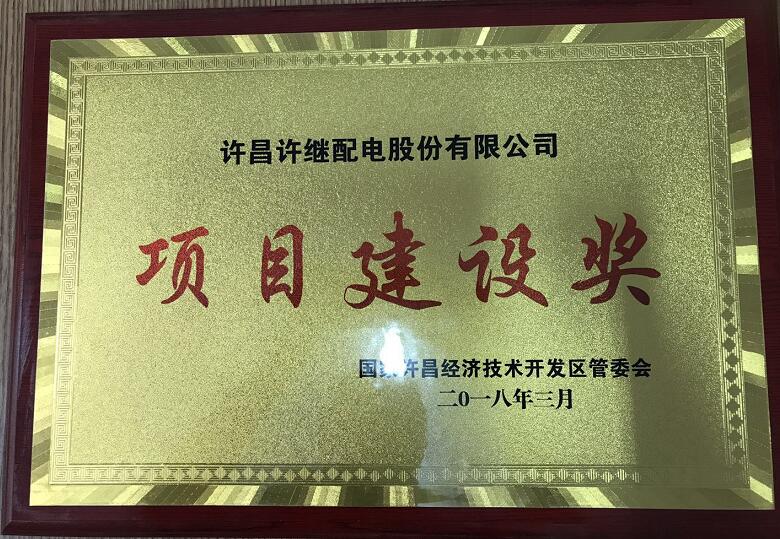 许昌许继配电股份有限公司
项目建设奖
国家许昌经济技术开发区管委会
二0一八年三月